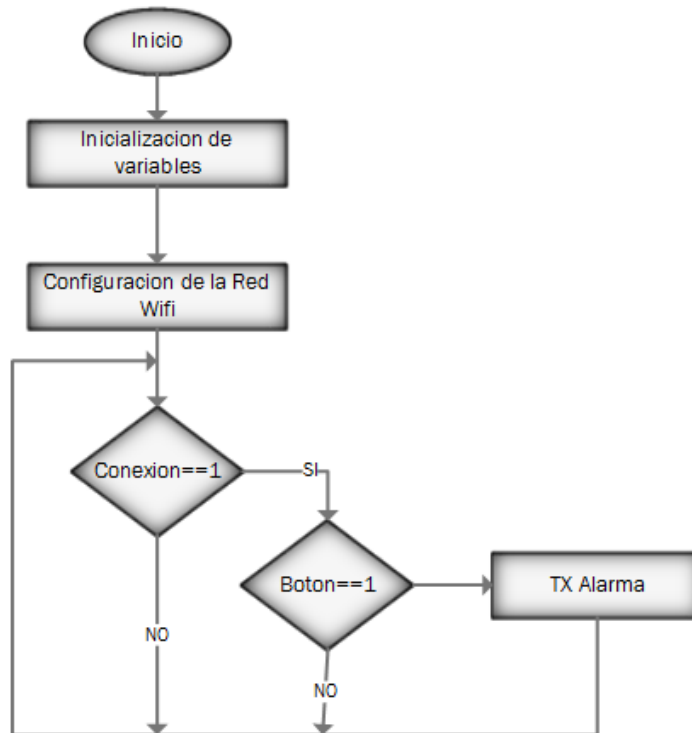 Inicio
Inicializacion de
variables
Configuracion de la Red
Wifi
Conexion==1
SI
Boton==1
TX Alarma
NO
NO